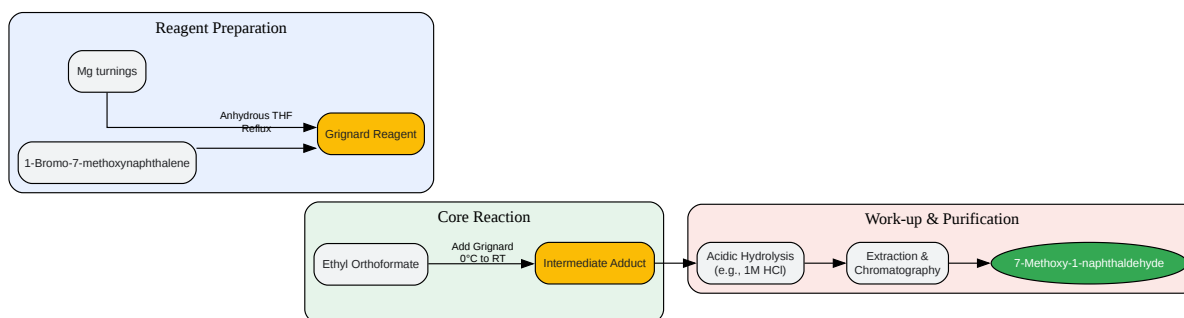 Reagent Preparation
Mg turnings
Anhydrous THF
Reflux
Grignard Reagent
1-Bromo-7-methoxynaphthalene
Core Reaction
Ethyl Orthoformate
Add Grignard
0°C to RT
Intermediate Adduct
Work-up & Purification
Acidic Hydrolysis
(e.g., 1M HCl)
Extraction &
Chromatography
7-Methoxy-1-naphthaldehyde